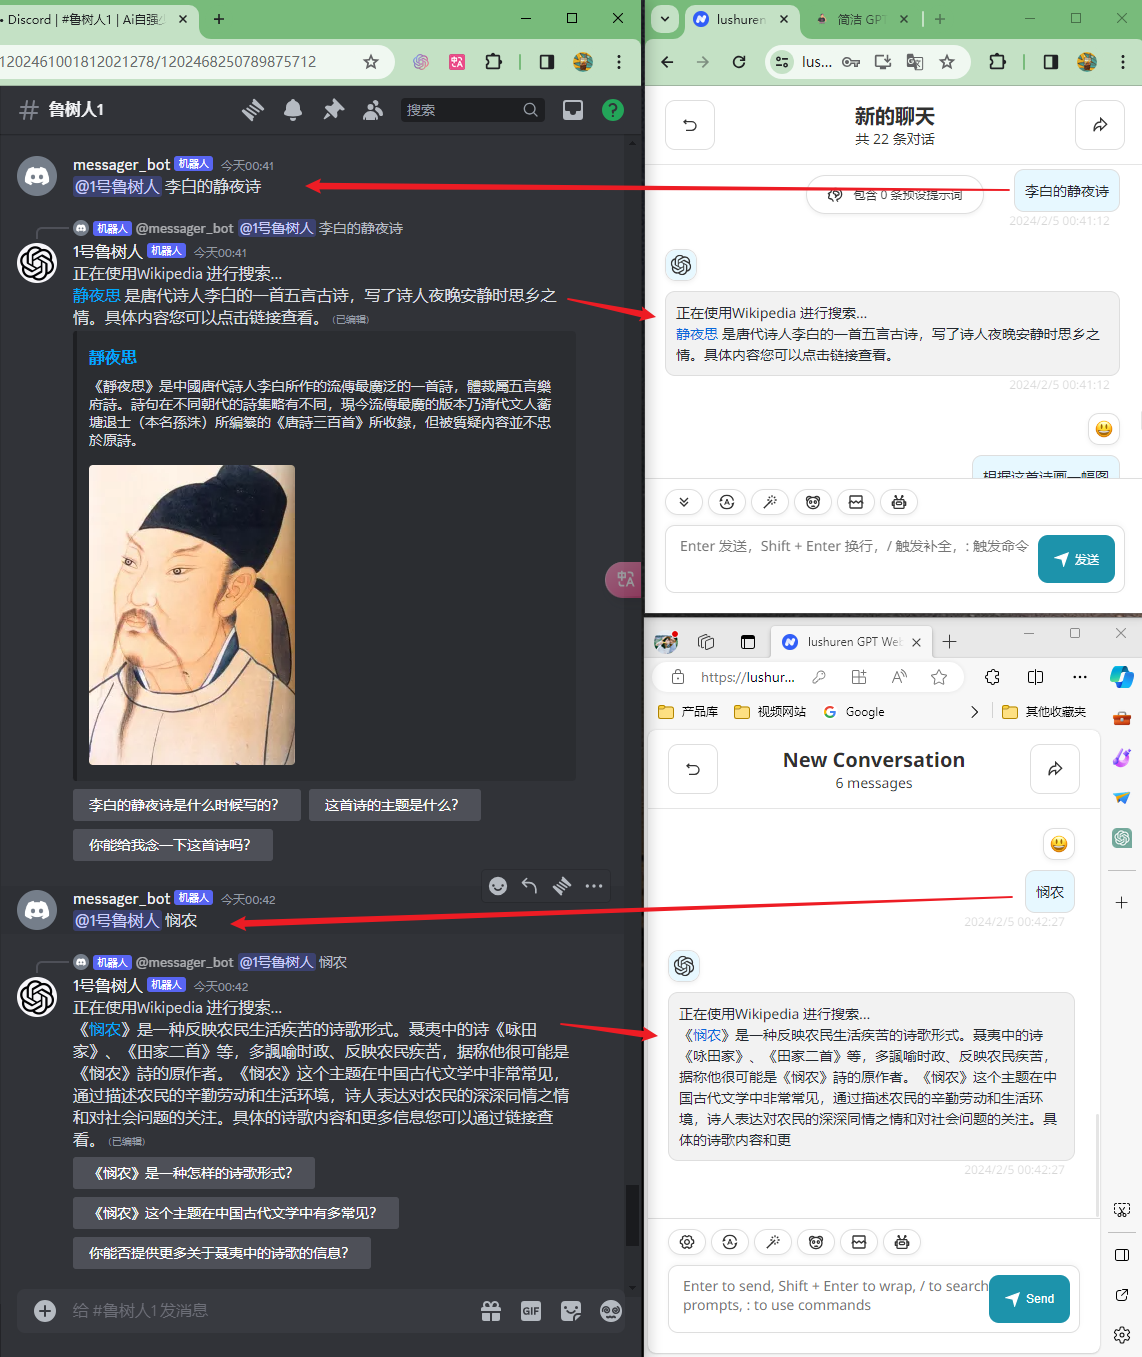 Discord | #鲁树人1 | Ai自强
1202461001812021278/1202468250789875712
鲁树人1
搜索
messager_bot 机器人 今天00:41
@1号鲁树人 李白的静夜诗
机器人 @messager_bot @1号鲁树人 李白的静夜诗
1号鲁树人 机器人 今天00:41
正在使用Wikipedia 进行搜索...
静夜思 是唐代诗人李白的一首五言古诗，写了诗人夜晚安静时思乡之
情。具体内容您可以点击链接查看。 (已编辑)
靜夜思
《靜夜思》是中國唐代詩人李白所作的流傳最廣泛的一首詩，體裁屬五言樂
府詩。詩句在不同朝代的詩集略有不同，現今流傳最廣的版本乃清代文人蘅
塘退士（本名孫洙）所編纂的《唐詩三百首》所收録，但被質疑内容並不忠
於原詩。
李白的静夜诗是什么时候写的？
这首诗的主题是什么？
你能给我念一下这首诗吗？
messager_bot 机器人 今天00:42
@1号鲁树人 悯农
机器人 @messager_bot @1号鲁树人 悯农
1号鲁树人 机器人 今天00:42
正在使用Wikipedia 进行搜索...
《悯农》是一种反映农民生活疾苦的诗歌形式。聂夷中的诗《咏田
家》、《田家二首》等，多諷喻时政、反映农民疾苦，据称他很可能是
《悯农》詩的原作者。《悯农》这个主题在中国古代文学中非常常见，
通过描述农民的辛勤劳动和生活环境，诗人表达对农民的深深同情之情
和对社会问题的关注。具体的诗歌内容和更多信息您可以通过链接查
看。 (已编辑)
《悯农》是一种怎样的诗歌形式？
《悯农》这个主题在中国古代文学中有多常见？
你能否提供更多关于聂夷中的诗歌的信息？
给 #鲁树人1 发消息
GIF
lushuren
简洁 GP
lus...
新的聊天
共 22 条对话
包含 0 条预设提示词
李白的静夜诗
2024/2/5 00:41:12
正在使用Wikipedia 进行搜索...
静夜思 是唐代诗人李白的一首五言古诗，写了诗人夜晚安静时思乡之
情。具体内容您可以点击链接查看。
2024/2/5 00:41:12
根据这首诗画一幅图
Enter 发送，Shift + Enter 换行，/ 触发补全，: 触发命令
发送
lushuren GPT Web
https://lushur...
产品库
视频网站
Google
其他收藏夹
New Conversation
6 messages
悯农
2024/2/5 00:42:27
正在使用Wikipedia 进行搜索...
《悯农》是一种反映农民生活疾苦的诗歌形式。聂夷中的诗
《咏田家》、《田家二首》等，多諷喻时政、反映农民疾苦，
据称他很可能是《悯农》詩的原作者。《悯农》这个主题在中
国古代文学中非常常见，通过描述农民的辛勤劳动和生活环
境，诗人表达对农民的深深同情之情和对社会问题的关注。具
体的诗歌内容和更
2024/2/5 00:42:27
Enter to send, Shift + Enter to wrap, / to search
prompts, : to use commands
Send